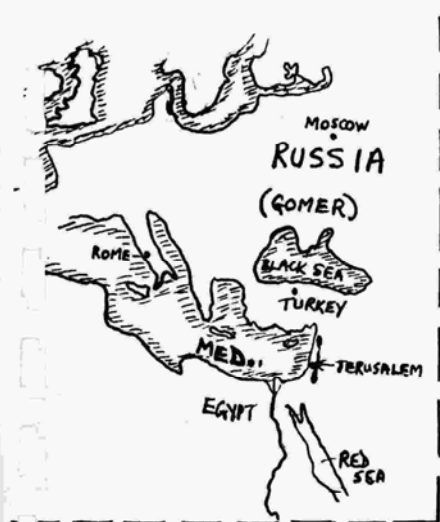 MOSCOW
RUSSIA
(GOMER)
ROME
BLACK SEA
TURKEY
MED..
JERUSALEM
EGYPT
RED
SEA